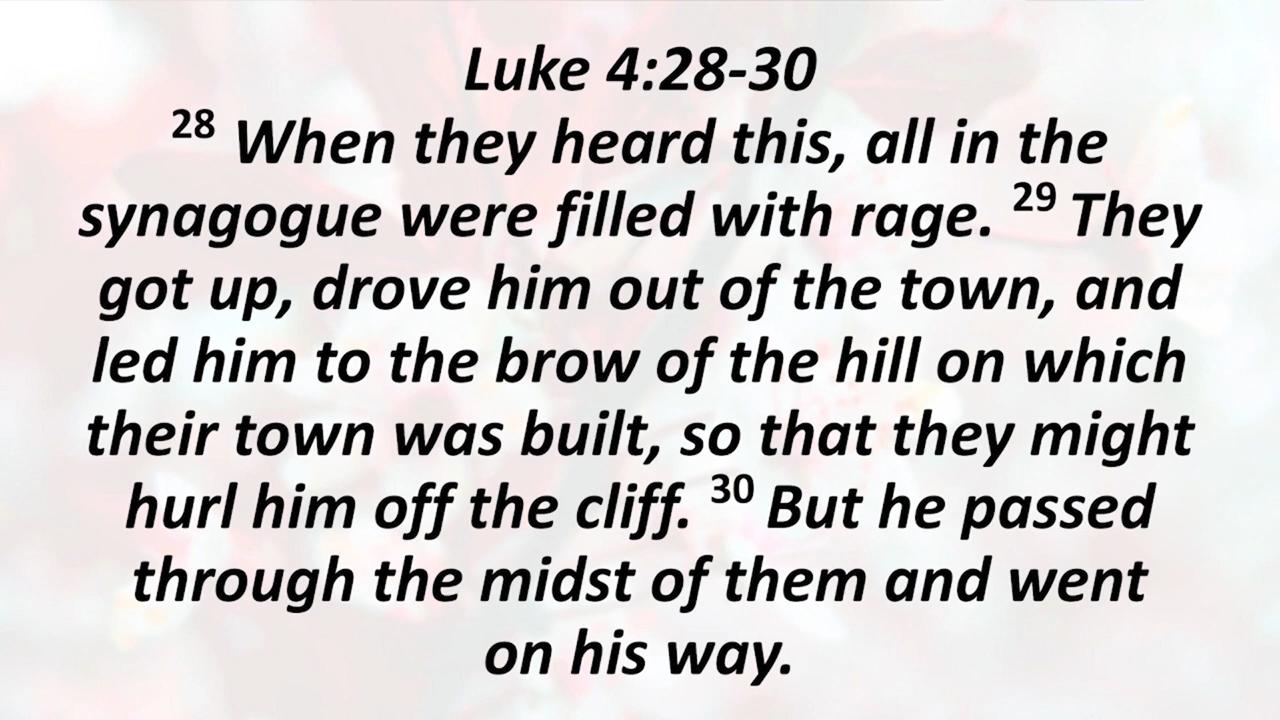 Luke 4:28-30
28 When they heard this, all in the
synagogue were filled with rage. 29 They
got up, drove him out of the town, and
led him to the brow of the hill on which
their town was built, so that they might
hurl him off the cliff. 30 But he passed
through the midst of them and went
on his way.